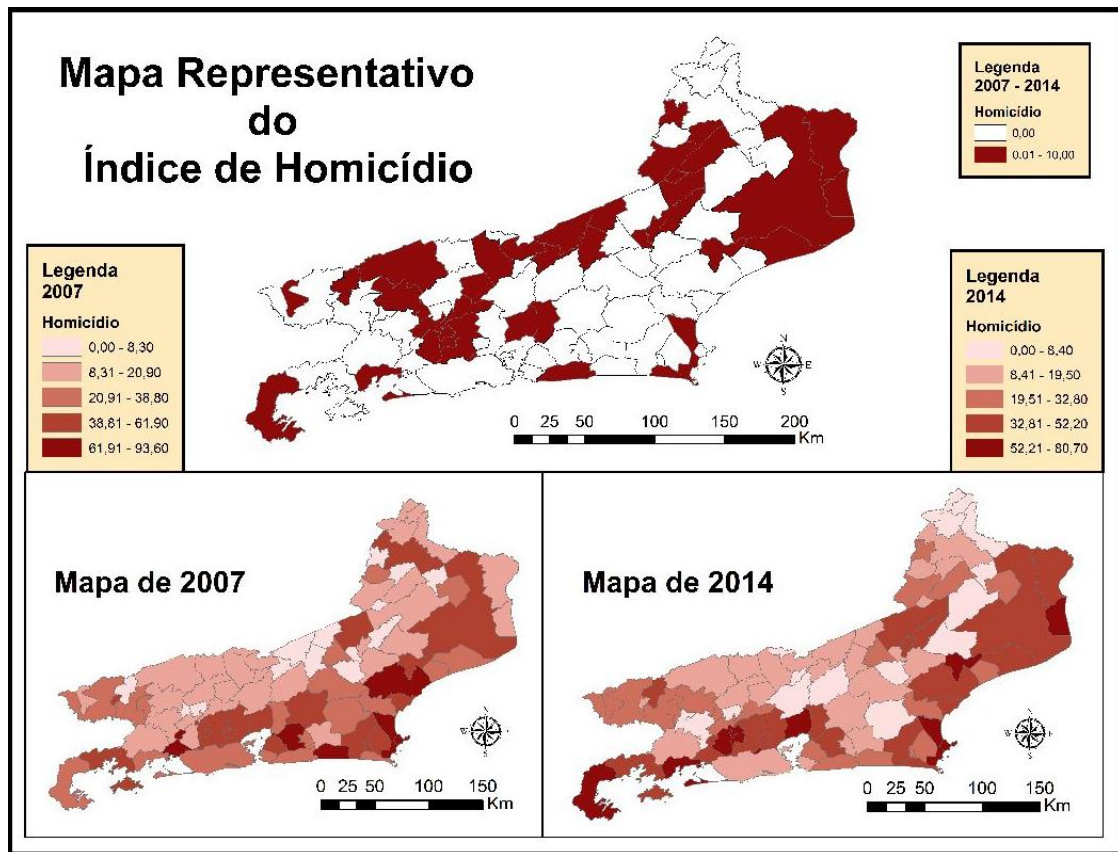 Mapa Representativo
do
Índice de Homicídio
Legenda
2007 - 2014
Homicídio
0,00
0.01 - 10,00
Legenda
2007
Homicídio
0,00 - 8,30
8,31 - 20,90
20,91 - 38,80
38,81 - 61.90
61,91 - 93,60
Legenda
2014
Homicídio
0,00 - 8,40
8,41 - 19,50
19,51 - 32,80
32,81 - 52,20
52,21 - 80,70
N
W E
S
0 25 50 100 150 200
Km
Mapa de 2007
N
W
S
0 25 50 100 150
Km
Mapa de 2014
N
W E
S
0 25 50 100 150
Km